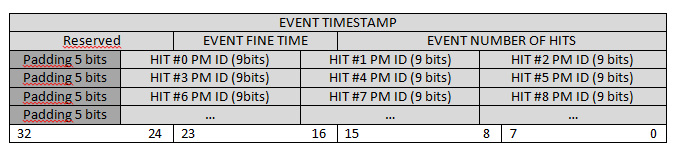 EVENT TIMESTAMP
Reserved EVENT FINE TIME EVENT NUMBER OF HITS
Padding 5 bits HIT #0 PM ID (9bits) HIT #1 PM ID (9 bits) HIT #2 PM ID (9 bits)
Padding 5 bits HIT #3 PM ID (9bits) HIT #4 PM ID (9 bits) HIT #5 PM ID (9 bits)
Padding 5 bits HIT #6 PM ID (9bits) HIT #7 PM ID (9 bits) HIT #8 PM ID (9 bits)
Padding 5 bits ... ... ...
32 24 23 16 15 8 7 0